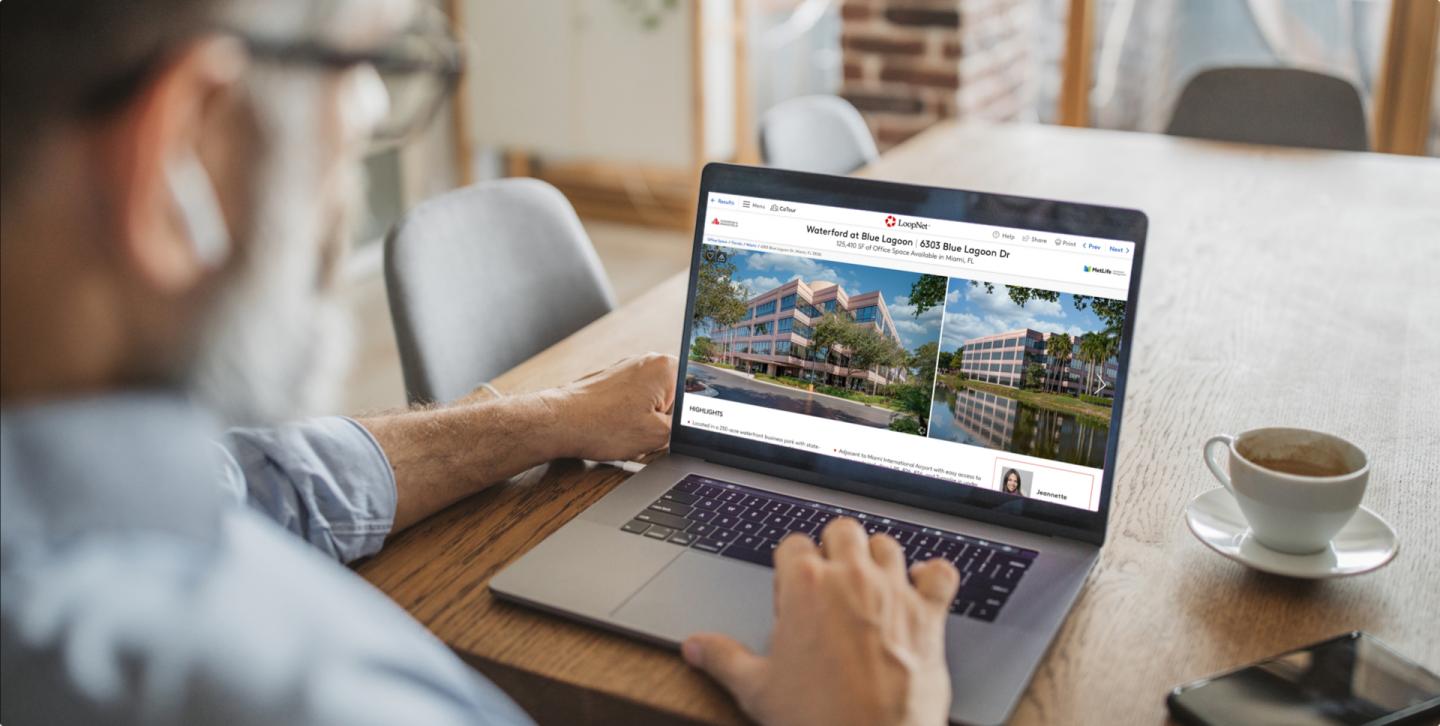 ← Results
Menu
CoTour
LoopNet
Help
Share
Print
Prev
Next
Waterford at Blue Lagoon | 6303 Blue Lagoon Dr
125,410 SF of Office Space Available in Miami, FL
MetLife
HIGHLIGHTS
Located in a 250-acre waterfront business park with state-
Adjacent to Miami International Airport with easy access to
Jeannette